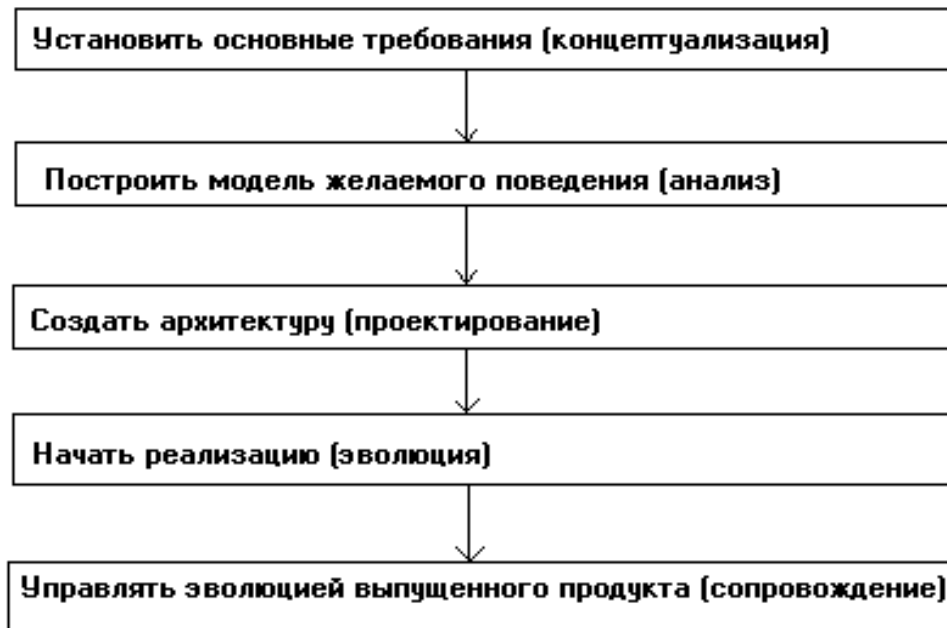 Установить основные требования (концептуализация)
Построить модель желаемого поведения (анализ)
Создать архитектуру (проектирование)
Начать реализацию (эволюция)
Управлять эволюцией выпущенного продукта (сопровождение)